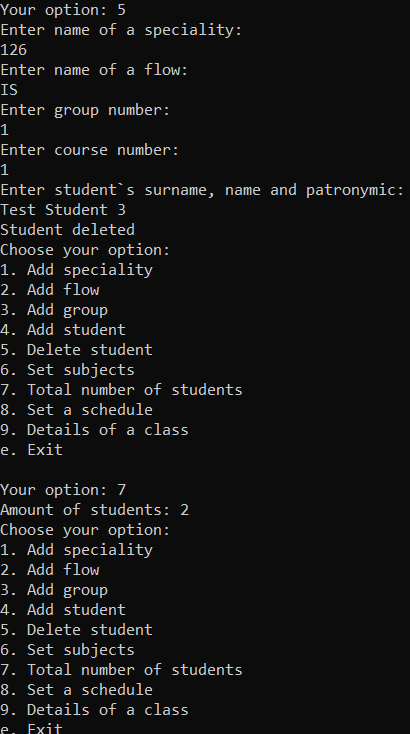 Your option: 5
Enter name of a speciality:
126
Enter name of a flow:
IS
Enter group number:
1
Enter course number:
1
Enter student`s surname, name and patronymic:
Test Student 3
Student deleted
Choose your option:
1. Add speciality
2. Add flow
3. Add group
4. Add student
5. Delete student
6. Set subjects
7. Total number of students
8. Set a schedule
9. Details of a class
e. Exit
Your option: 7
Amount of students: 2
Choose your option:
1. Add speciality
2. Add flow
3. Add group
4. Add student
5. Delete student
6. Set subjects
7. Total number of students
8. Set a schedule
9. Details of a class
e. Exit